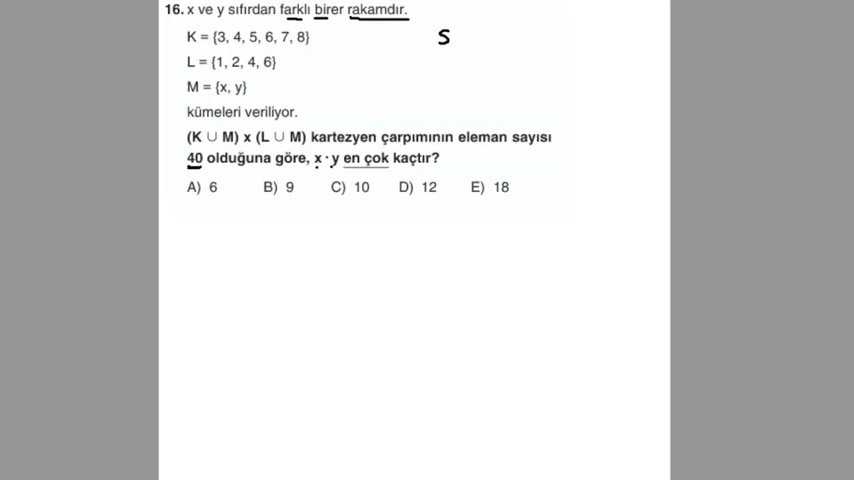 16. x ve y sıfırdan farklı birer rakamdır.
K = {3, 4, 5, 6, 7, 8}
S
L = {1, 2, 4, 6}
M = {x, y}
kümeleri veriliyor.
(K ∪ M) x (L ∪ M) kartezyen çarpımının eleman sayısı
40 olduğuna göre, x · y en çok kaçtır?
A) 6 B) 9 C) 10 D) 12 E) 18